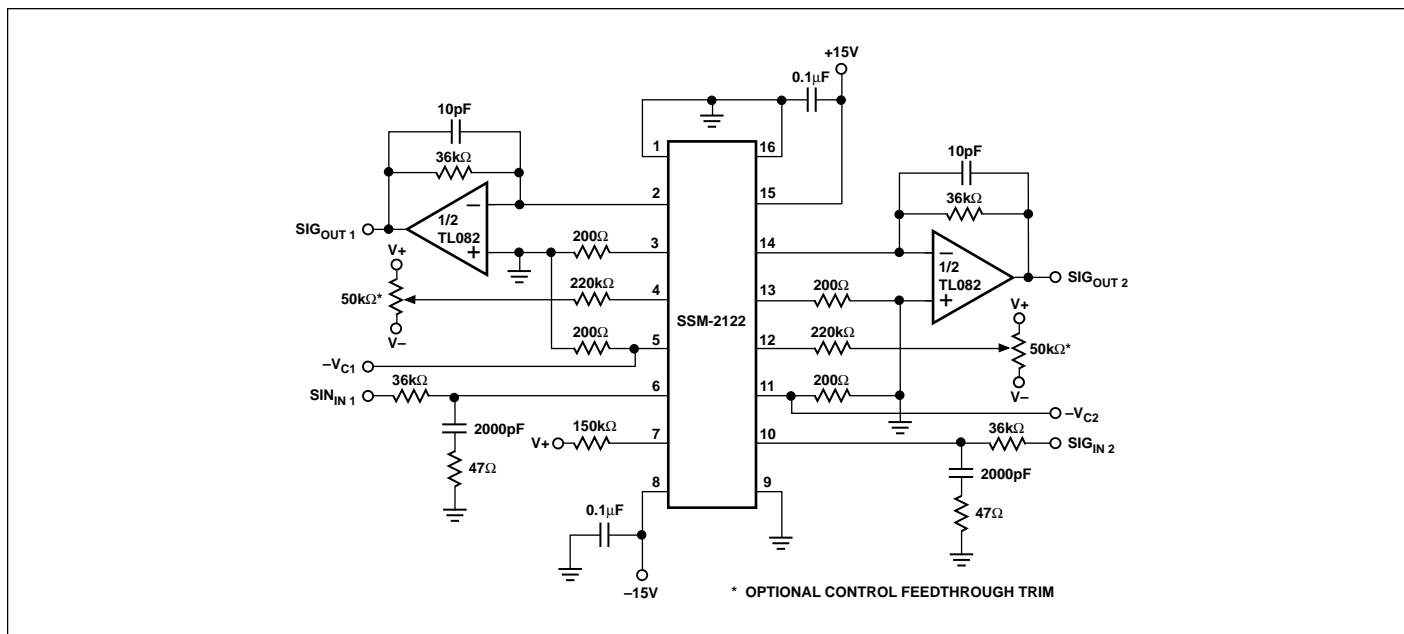 +15V
0.1µF
10pF
36kΩ
1
16
2
15
1/2
TL082
SIGOUT 1
–
+
200Ω
3
14
V+
50kΩ*
V–
220kΩ
4
13
200Ω
SSM-2122
200Ω
5
12
220kΩ
–VC1
36kΩ
SININ 1
6
11
200Ω
2000pF
47Ω
V+
150kΩ
7
10
8
9
0.1µF
–15V
10pF
36kΩ
–
+
1/2
TL082
SIGOUT 2
V+
50kΩ*
V–
–VC2
36kΩ
SIGIN 2
2000pF
47Ω
* OPTIONAL CONTROL FEEDTHROUGH TRIM